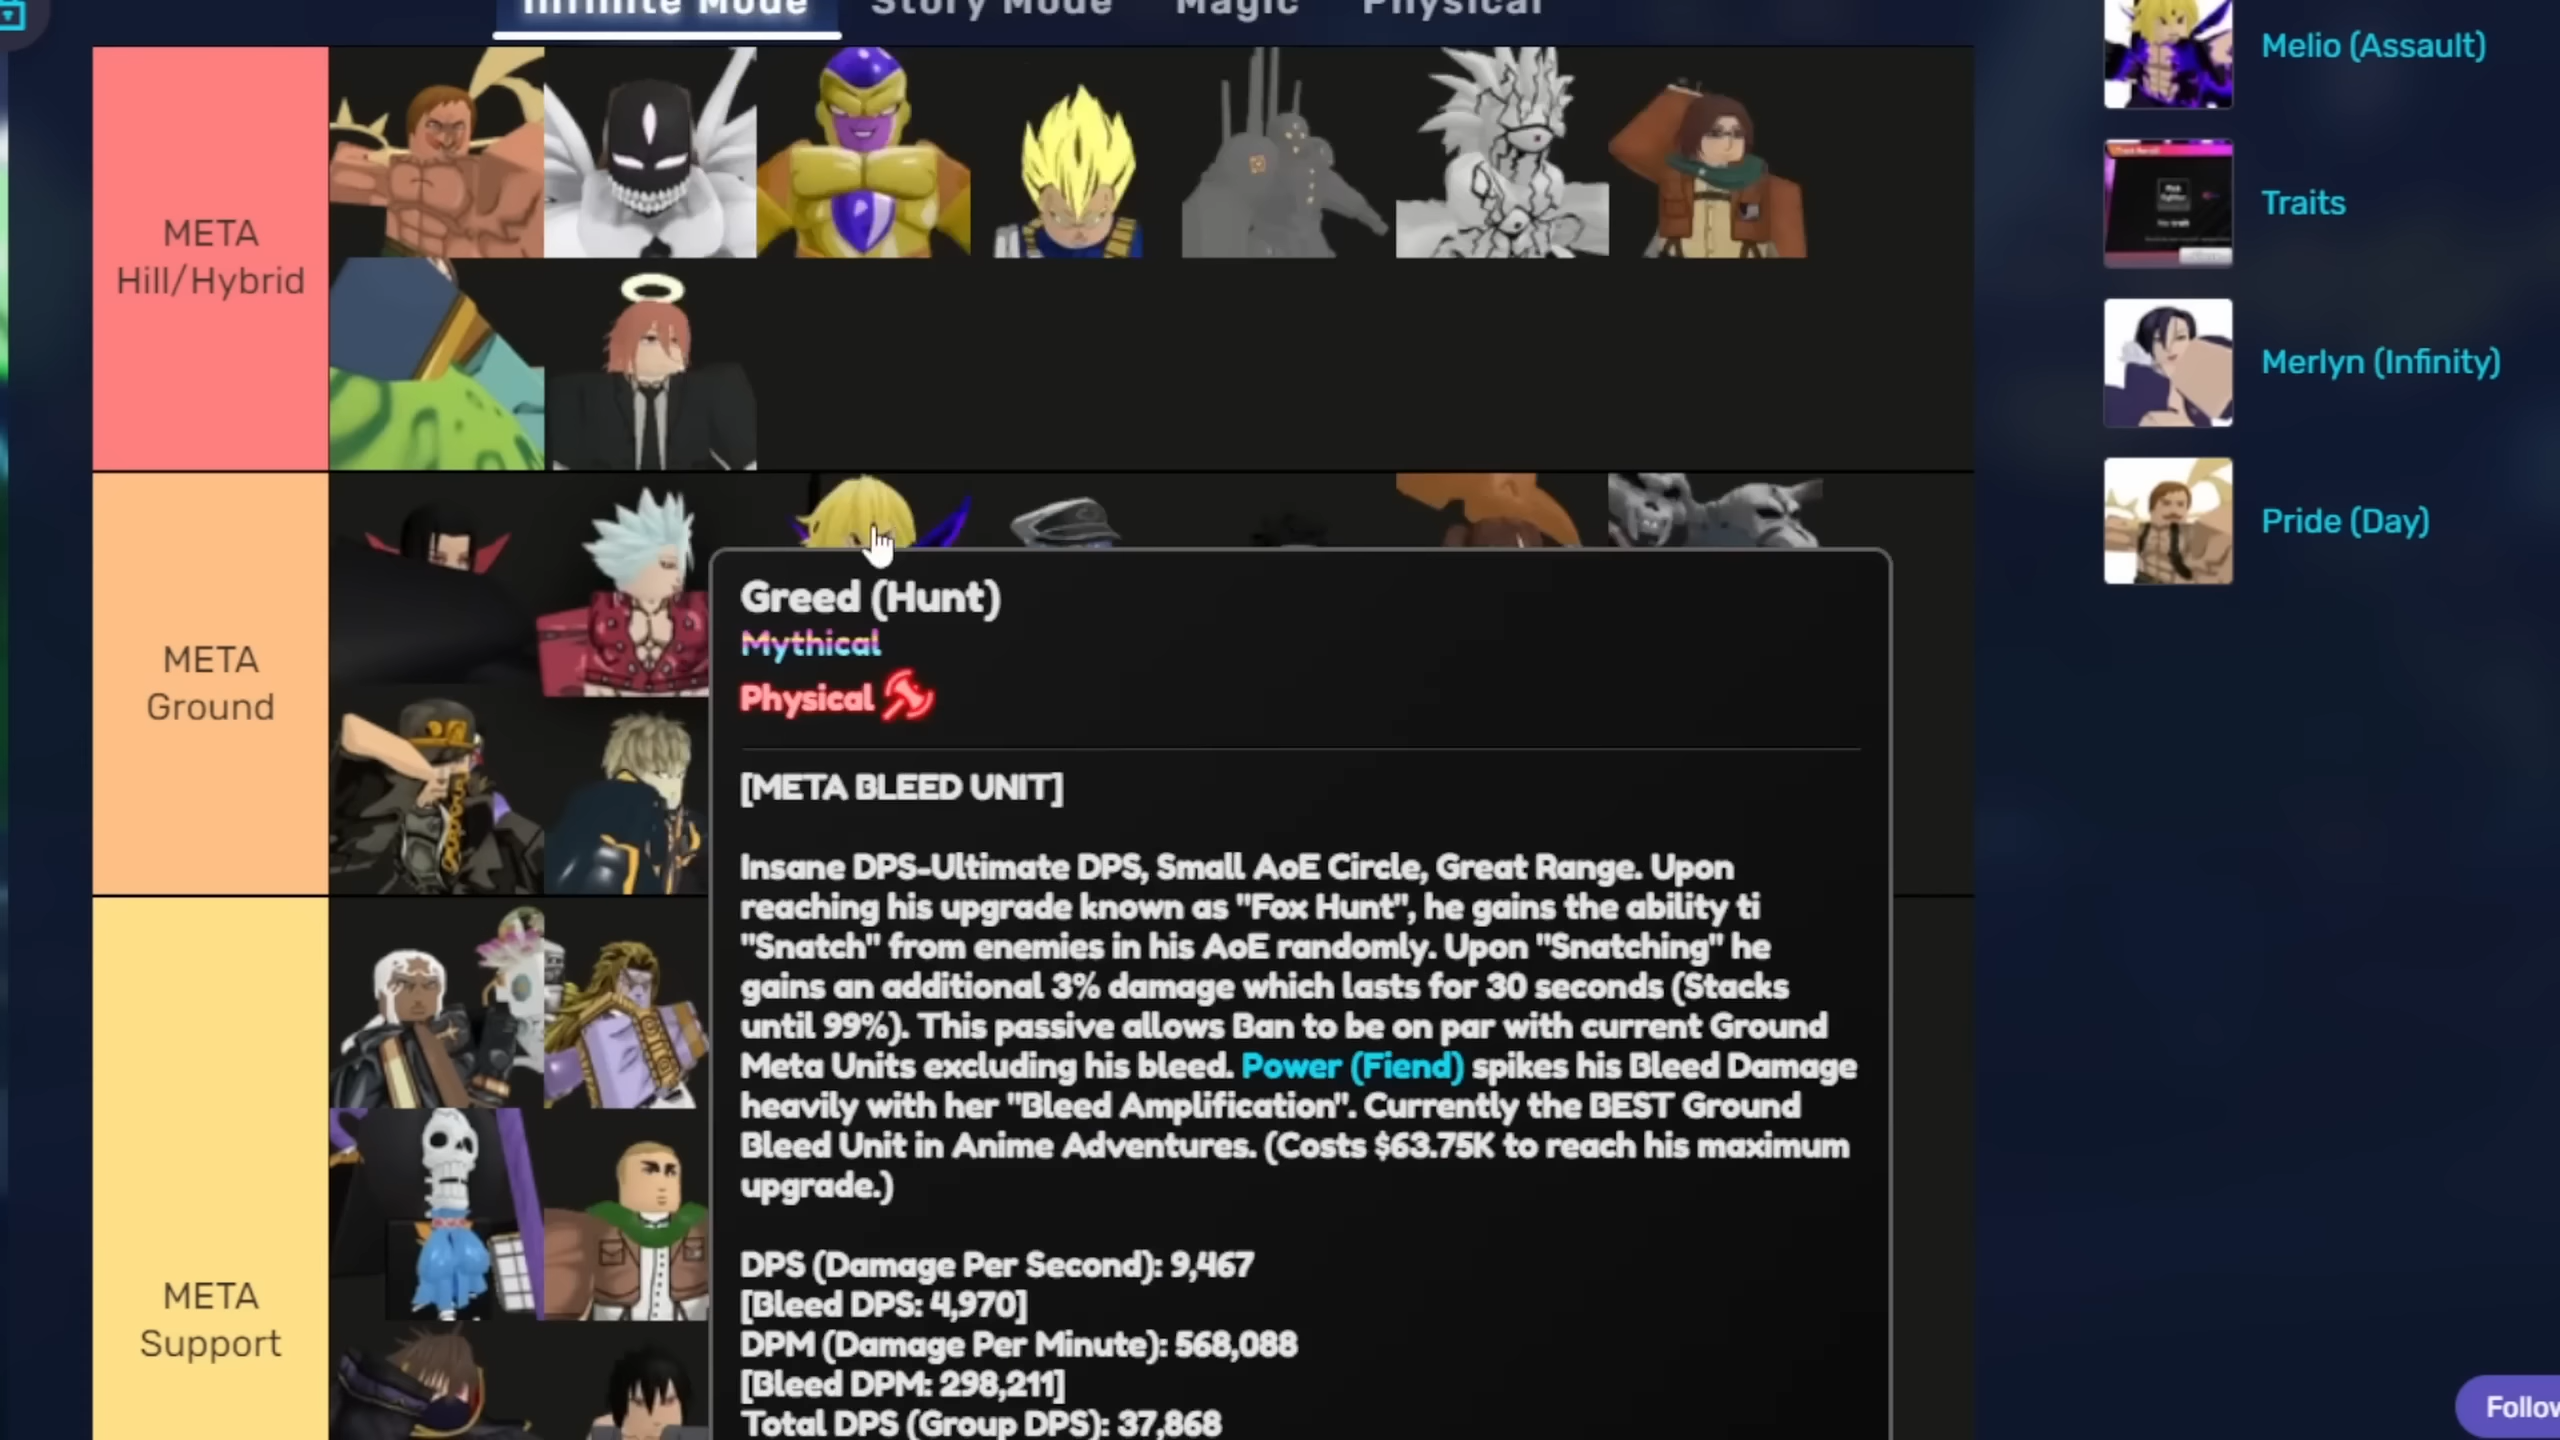 Infinite Mode
Story Mode
Magic
Physical
META
Hill/Hybrid
META
Ground
META
Support
Greed (Hunt)
Mythical
Physical
[META BLEED UNIT]
Insane DPS-Ultimate DPS, Small AoE Circle, Great Range. Upon
reaching his upgrade known as "Fox Hunt", he gains the ability ti
"Snatch" from enemies in his AoE randomly. Upon "Snatching" he
gains an additional 3% damage which lasts for 30 seconds (Stacks
until 99%). This passive allows Ban to be on par with current Ground
Meta Units excluding his bleed. Power (Fiend) spikes his Bleed Damage
heavily with her "Bleed Amplification". Currently the BEST Ground
Bleed Unit in Anime Adventures. (Costs $63.75K to reach his maximum
upgrade.)
DPS (Damage Per Second): 9,467
[Bleed DPS: 4,970]
DPM (Damage Per Minute): 568,088
[Bleed DPM: 298,211]
Total DPS (Group DPS): 37,868
Melio (Assault)
Traits
Merlyn (Infinity)
Pride (Day)
Follow